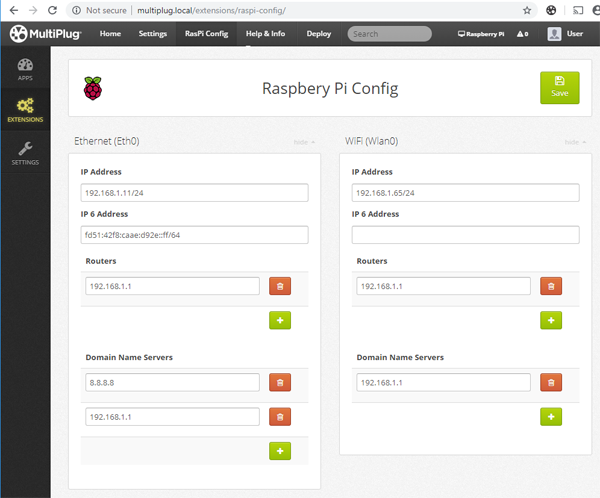 Not secure | multiplug.local/extensions/raspi-config/
MultiPlug® Home Settings RasPi Config Help & Info Deploy Search Raspberry Pi 0 User
APPS
EXTENSIONS
SETTINGS
Raspbery Pi Config
Save
Ethernet (Eth0)
hide
IP Address
192.168.1.11/24
IP 6 Address
fd51:42f8:caae:d92e::ff/64
Routers
192.168.1.1
Domain Name Servers
8.8.8.8
192.168.1.1
WiFI (Wlan0)
hide
IP Address
192.168.1.65/24
IP 6 Address
Routers
192.168.1.1
Domain Name Servers
192.168.1.1